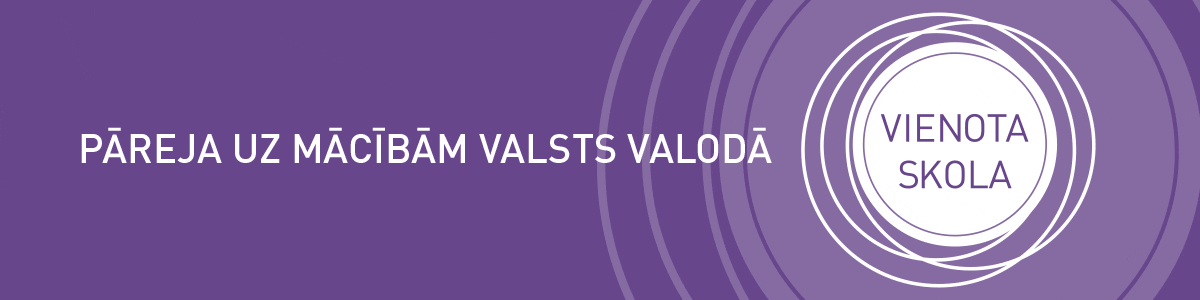 PĀREJA UZ MĀCĪBĀM VALSTS VALODĀ
VIENOTA
SKOLA